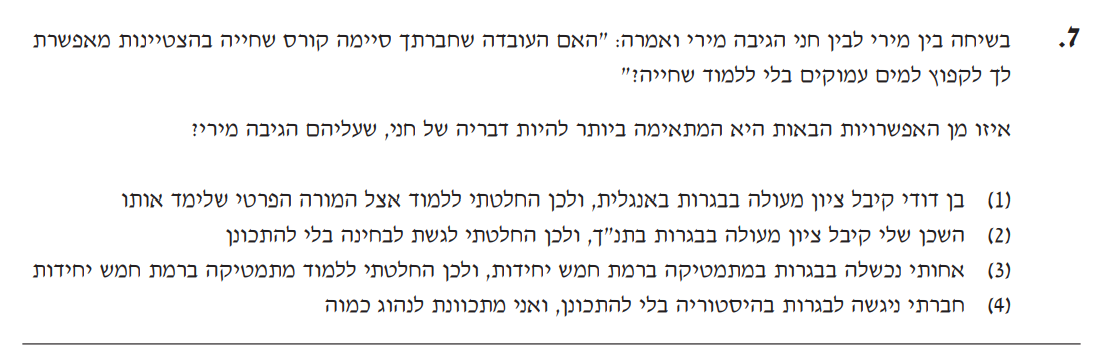 7. בשיחה בין מירי לבין חני הגיבה מירי ואמרה: "האם העובדה שחברתך סיימה קורס שחייה בהצטיינות מאפשרת
לך לקפוץ למים עמוקים בלי ללמוד שחייה?"
איזו מן האפשרויות הבאות היא המתאימה ביותר להיות דבריה של חני, שעליהם הגיבה מירי?
(1) בן דודי קיבל ציון מעולה בבגרות באנגלית, ולכן החלטתי ללמוד אצל המורה הפרטי שלימד אותו
(2) השכן שלי קיבל ציון מעולה בבגרות בתנ"ך, ולכן החלטתי לגשת לבחינה בלי להתכונן
(3) אחותי נכשלה בבגרות במתמטיקה ברמת חמש יחידות, ולכן החלטתי ללמוד מתמטיקה ברמת חמש יחידות
(4) חברתי ניגשה לבגרות בהיסטוריה בלי להתכונן, ואני מתכוונת לנהוג כמוה